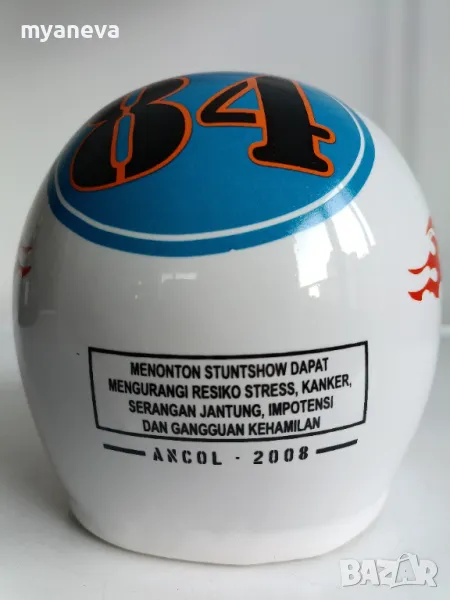 myaneva
84
MENONTON STUNTSHOW DAPAT
MENGURANGI RESIKO STRESS, KANKER,
SERANGAN JANTUNG, IMPOTENSI
DAN GANGGUAN KEHAMILAN
ANCOL - 2008
BAZAR